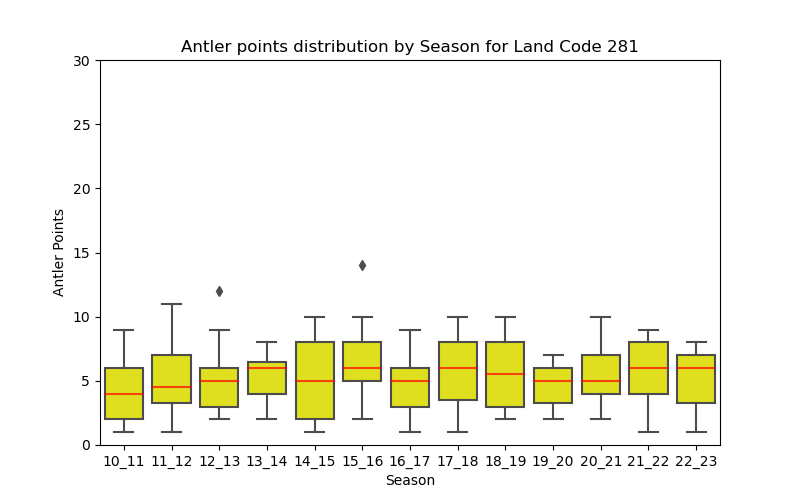 Antler points distribution by Season for Land Code 281
30
25
20
15
10
5
0
Antler Points
10_11 11_12 12_13 13_14 14_15 15_16 16_17 17_18 18_19 19_20 20_21 21_22 22_23
Season